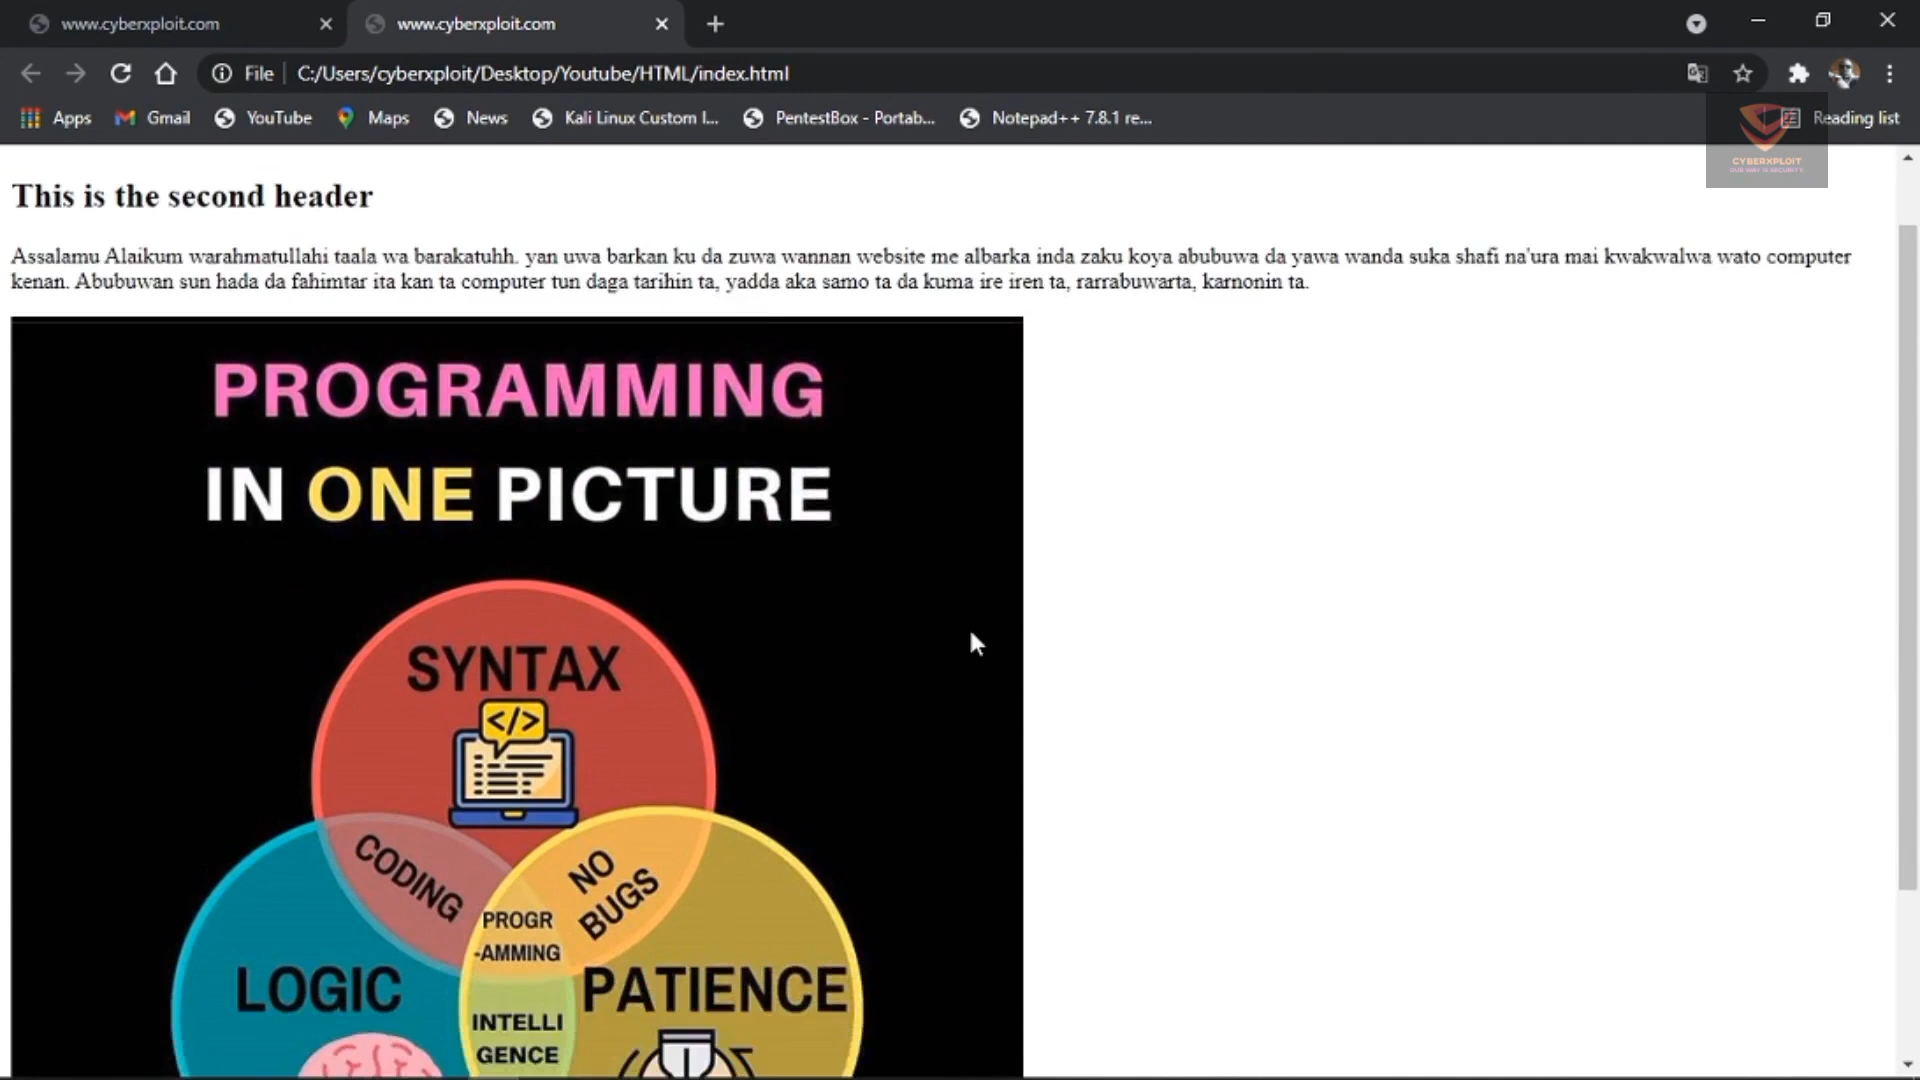 www.cyberxploit.com
www.cyberxploit.com
File
C:/Users/cyberxploit/Desktop/Youtube/HTML/index.html
Apps
Gmail
YouTube
Maps
News
Kali Linux Custom I...
PentestBox - Portab...
Notepad++ 7.8.1 re...
Reading list
CYBERXPLOIT
OUR WAY IS SECURITY
This is the second header
Assalamu Alaikum warahmatullahi taala wa barakatuhh. yan uwa barkan ku da zuwa wannan website me albarka inda zaku koya abubuwa da yawa wanda suka shafi na'ura mai kwakwalwa wato computer
kenan. Abubuwan sun hada da fahimtar ita kan ta computer tun daga tarihin ta, yadda aka samo ta da kuma ire iren ta, rarrabuwarta, karnonin ta.
PROGRAMMING
IN ONE PICTURE
SYNTAX
</>
CODING
NO
BUGS
PROGR
-AMMING
LOGIC
PATIENCE
INTELLI
GENCE